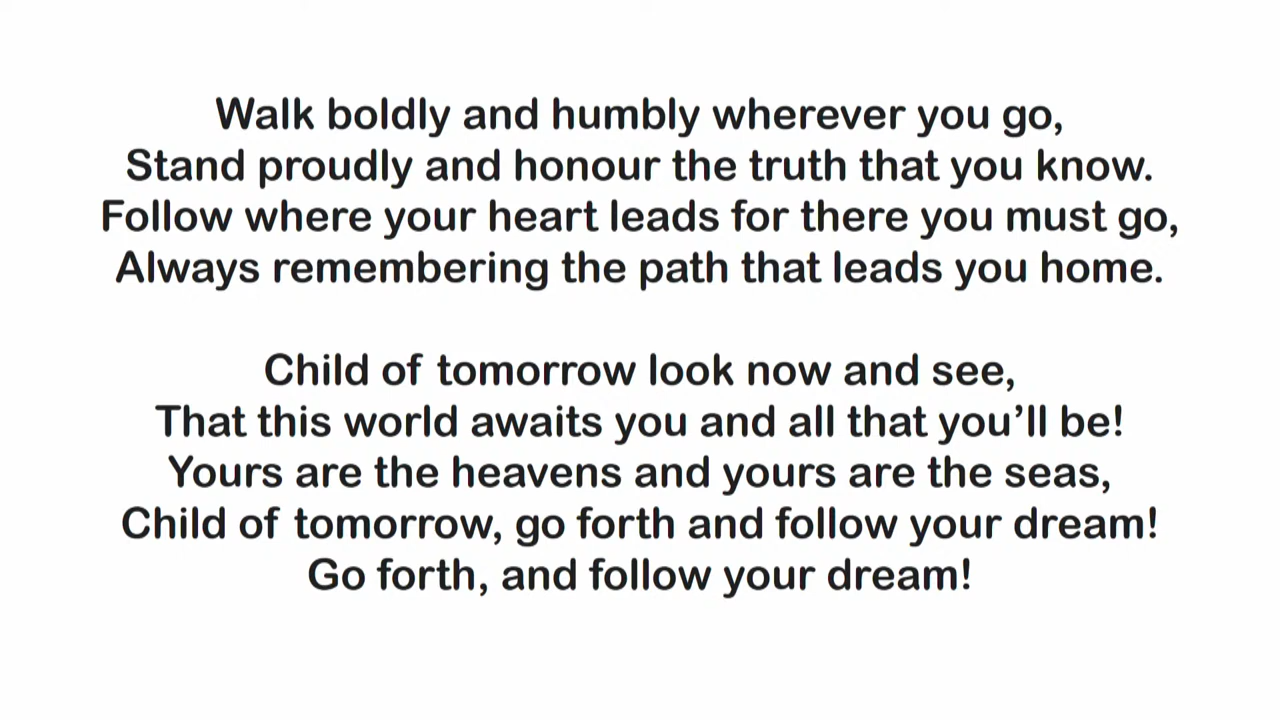 Walk boldly and humbly wherever you go,
Stand proudly and honour the truth that you know.
Follow where your heart leads for there you must go,
Always remembering the path that leads you home.
Child of tomorrow look now and see,
That this world awaits you and all that you’ll be!
Yours are the heavens and yours are the seas,
Child of tomorrow, go forth and follow your dream!
Go forth, and follow your dream!